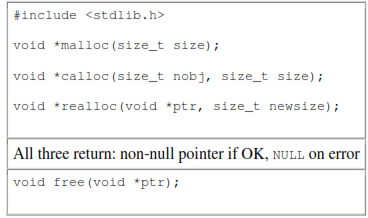 #include <stdlib.h>
void *malloc(size_t size);
void *calloc(size_t nobj, size_t size);
void *realloc(void *ptr, size_t newsize);
All three return: non-null pointer if OK, NULL on error
void free(void *ptr);